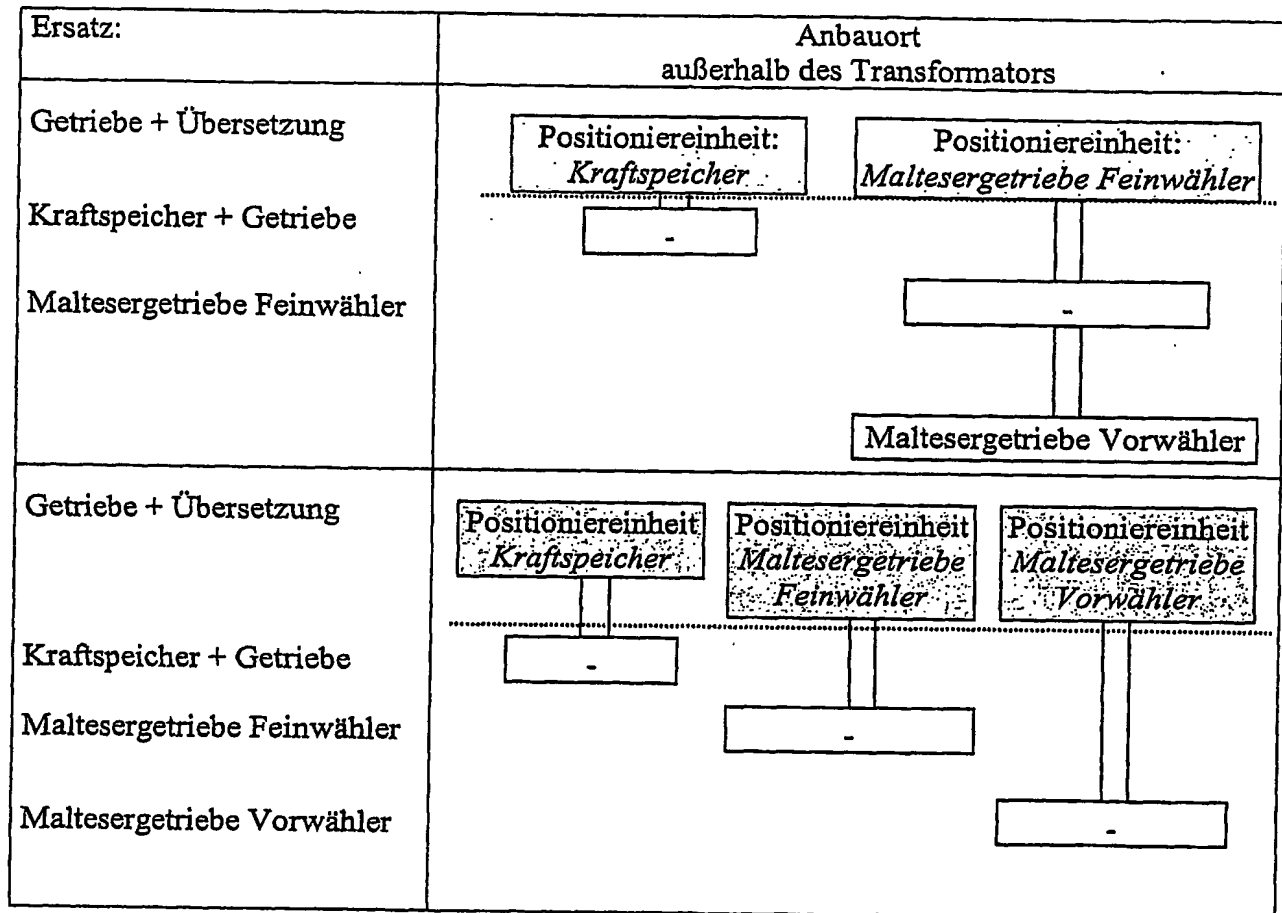 Ersatz:
Anbauort
außerhalb des Transformators
Getriebe + Übersetzung
Positioniereinheit:
Kraftspeicher
Positioniereinheit:
Maltesergetriebe Feinwähler
Kraftspeicher + Getriebe
-
Maltesergetriebe Feinwähler
-
Maltesergetriebe Vorwähler
Getriebe + Übersetzung
Positioniereinheit
Kraftspeicher
Positioniereinheit
Maltesergetriebe
Feinwähler
Positioniereinheit
Maltesergetriebe
Vorwähler
Kraftspeicher + Getriebe
-
Maltesergetriebe Feinwähler
-
Maltesergetriebe Vorwähler
-